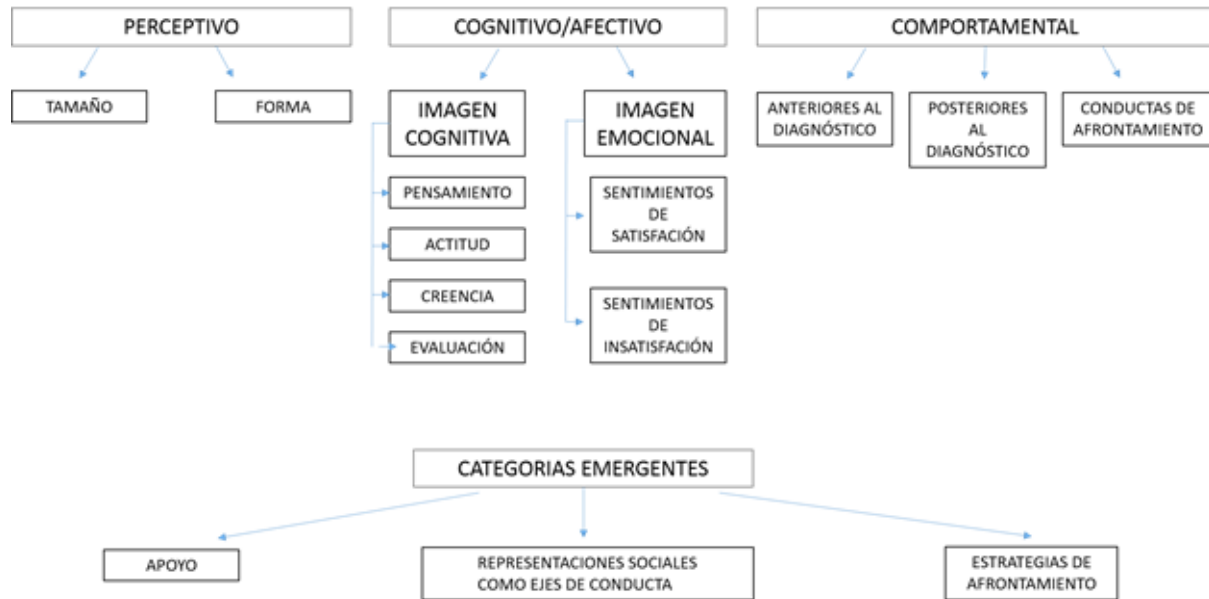 PERCEPTIVO
TAMAÑO
FORMA
COGNITIVO/AFECTIVO
IMAGEN
COGNITIVA
PENSAMIENTO
ACTITUD
CREENCIA
EVALUACIÓN
IMAGEN
EMOCIONAL
SENTIMIENTOS
DE
SATISFACCIÓN
SENTIMIENTOS
DE
INSATISFACCIÓN
COMPORTAMENTAL
ANTERIORES AL
DIAGNÓSTICO
POSTERIORES
AL
DIAGNÓSTICO
CONDUCTAS DE
AFRONTAMIENTO
CATEGORIAS EMERGENTES
APOYO
REPRESENTACIONES SOCIALES
COMO EJES DE CONDUCTA
ESTRATEGIAS DE
AFRONTAMIENTO